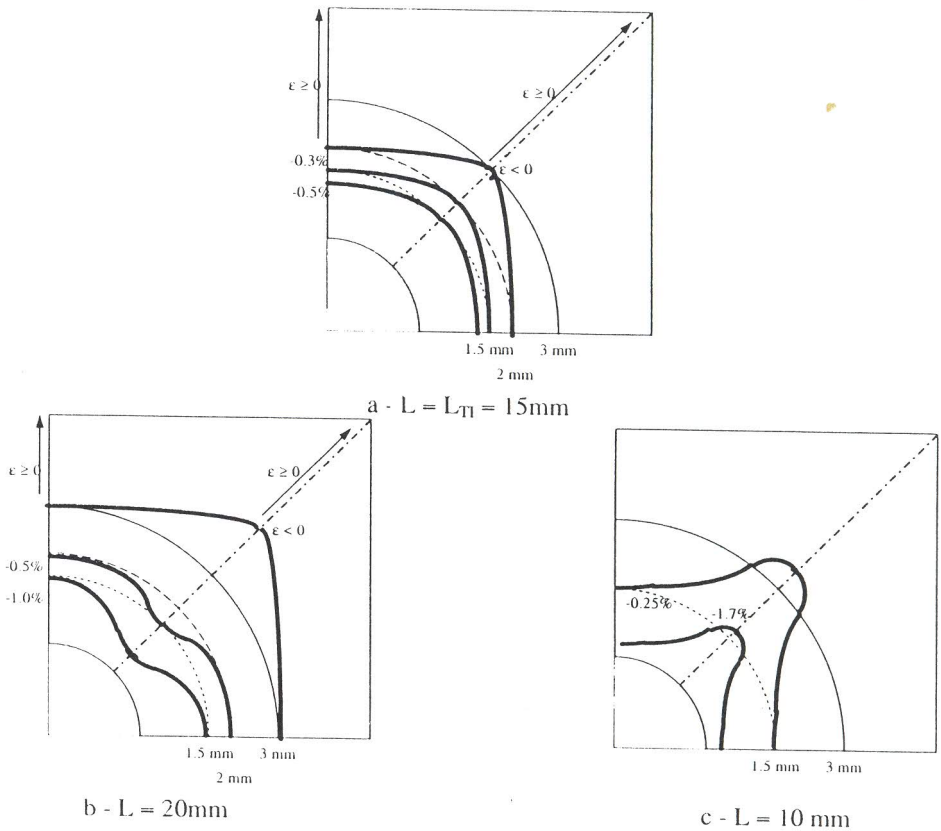 ε ≥ 0
ε ≥ 0
-0.3%
ε < 0
-0.5%
1.5 mm 3 mm
2 mm
a - L = L_TI = 15mm
ε ≥ 0
ε ≥ 0
ε < 0
-0.5%
-1.0%
1.5 mm 3 mm
2 mm
b - L = 20mm
-0.25%
-1.7%
1.5 mm 3 mm
c - L = 10 mm